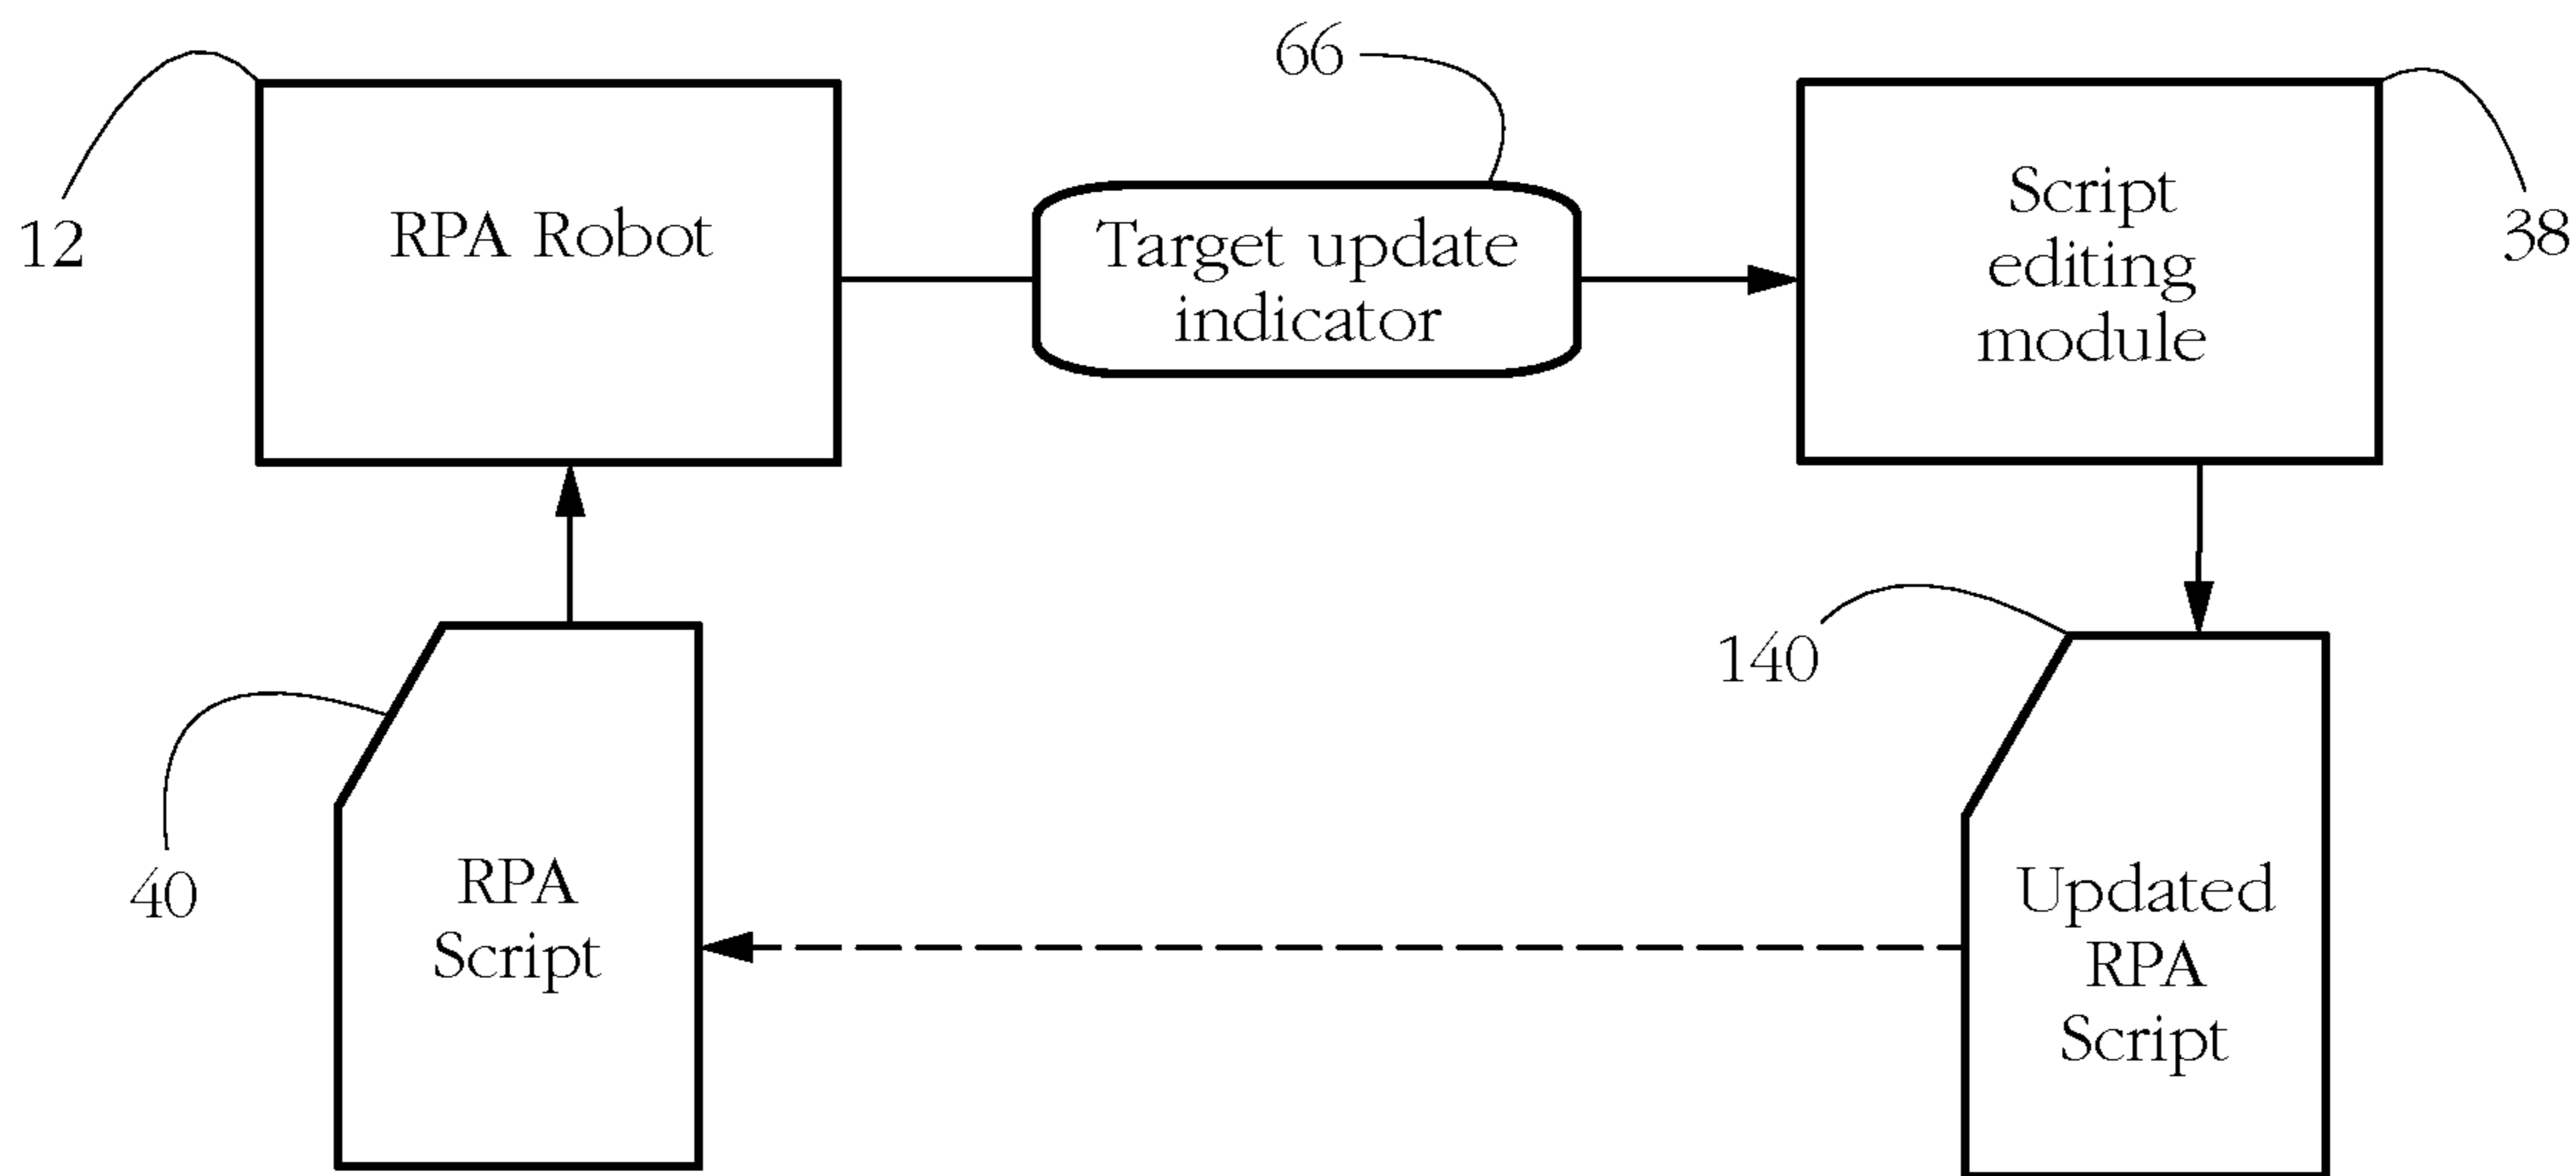 66
12
RPA Robot
Target update
indicator
Script
editing
module
38
140
40
RPA
Script
Updated
RPA
Script